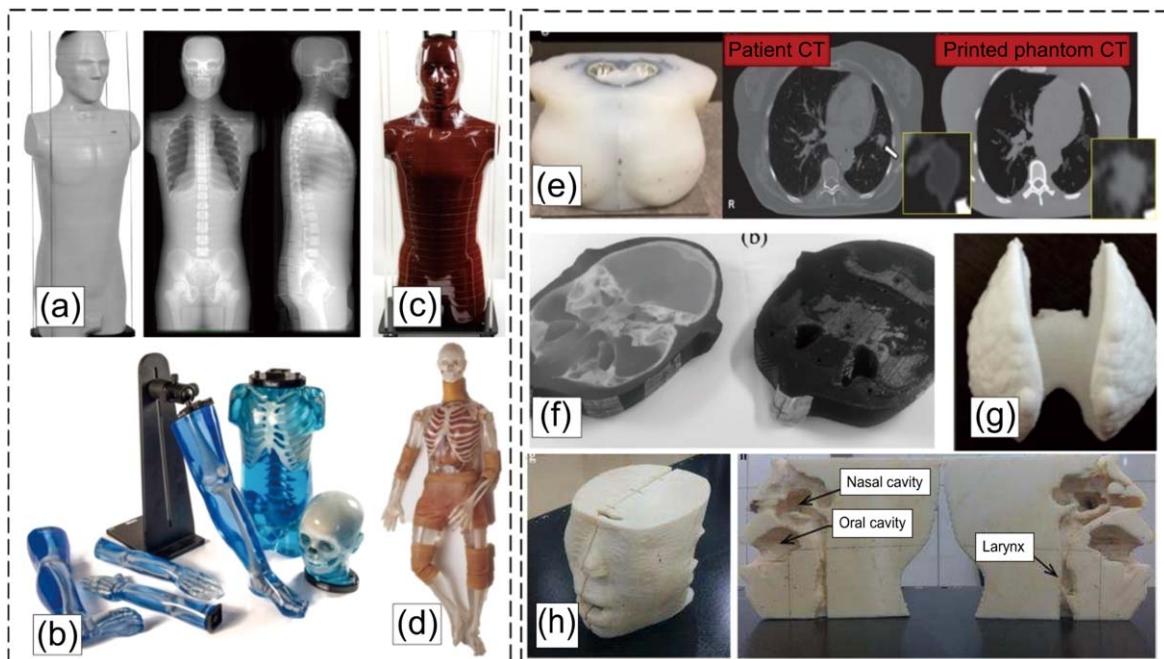 (a)
(c)
(b)
(d)
Patient CT
Printed phantom CT
R
(e)
(b)
(f)
(g)
Nasal cavity
Oral cavity
Larynx
(h)